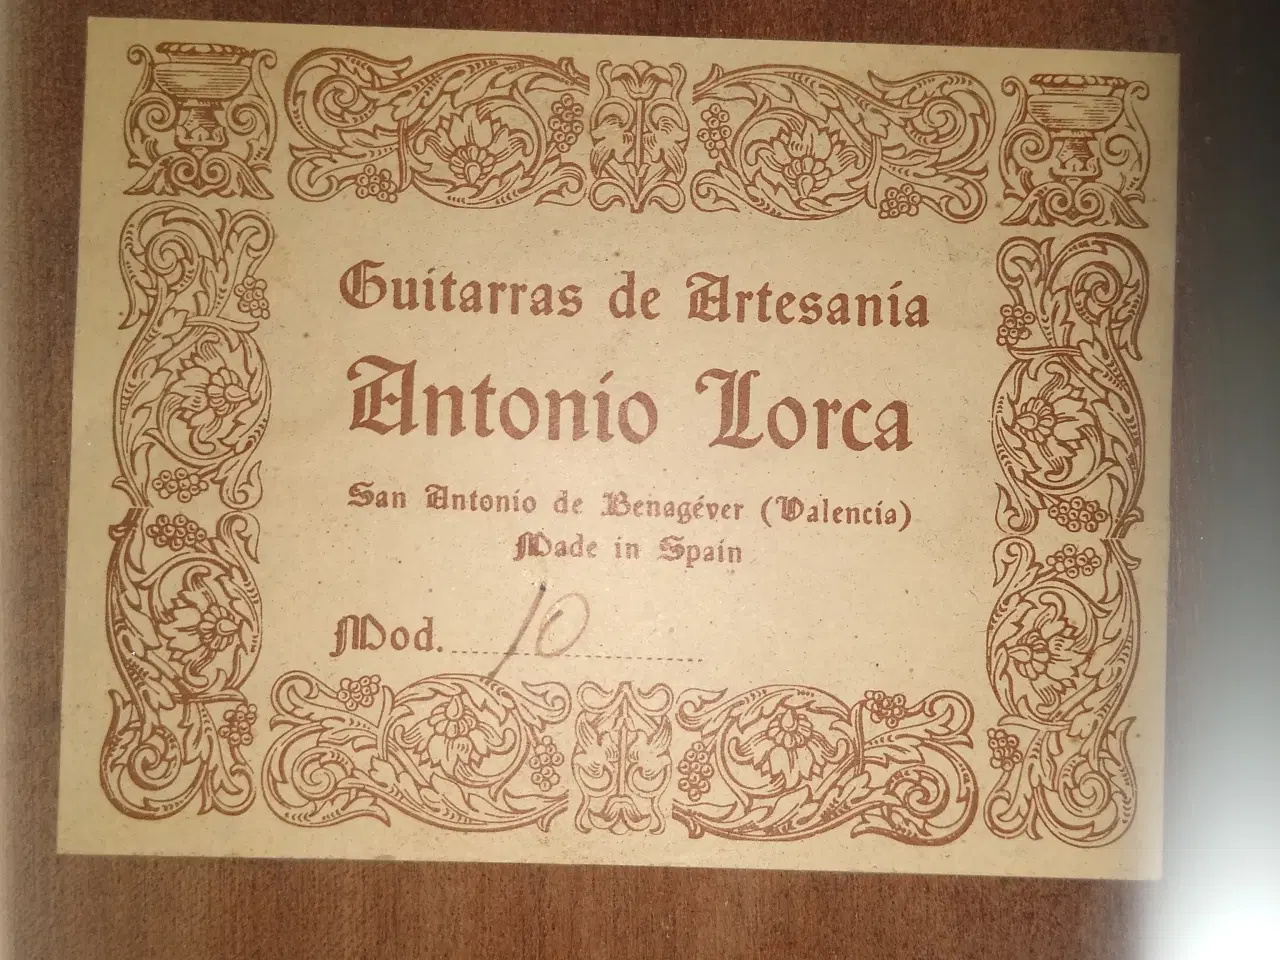 Guitarras de Artesanía
Antonio Lorca
San Antonio de Benagéver (Valencia)
Made in Spain
Mod. 10